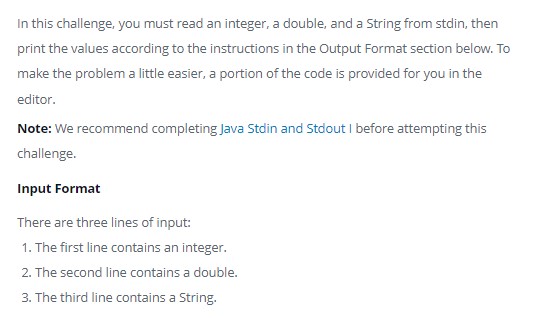 In this challenge, you must read an integer, a double, and a String from stdin, then
print the values according to the instructions in the Output Format section below. To
make the problem a little easier, a portion of the code is provided for you in the
editor.
Note: We recommend completing Java Stdin and Stdout I before attempting this
challenge.
Input Format
There are three lines of input:
1. The first line contains an integer.
2. The second line contains a double.
3. The third line contains a String.